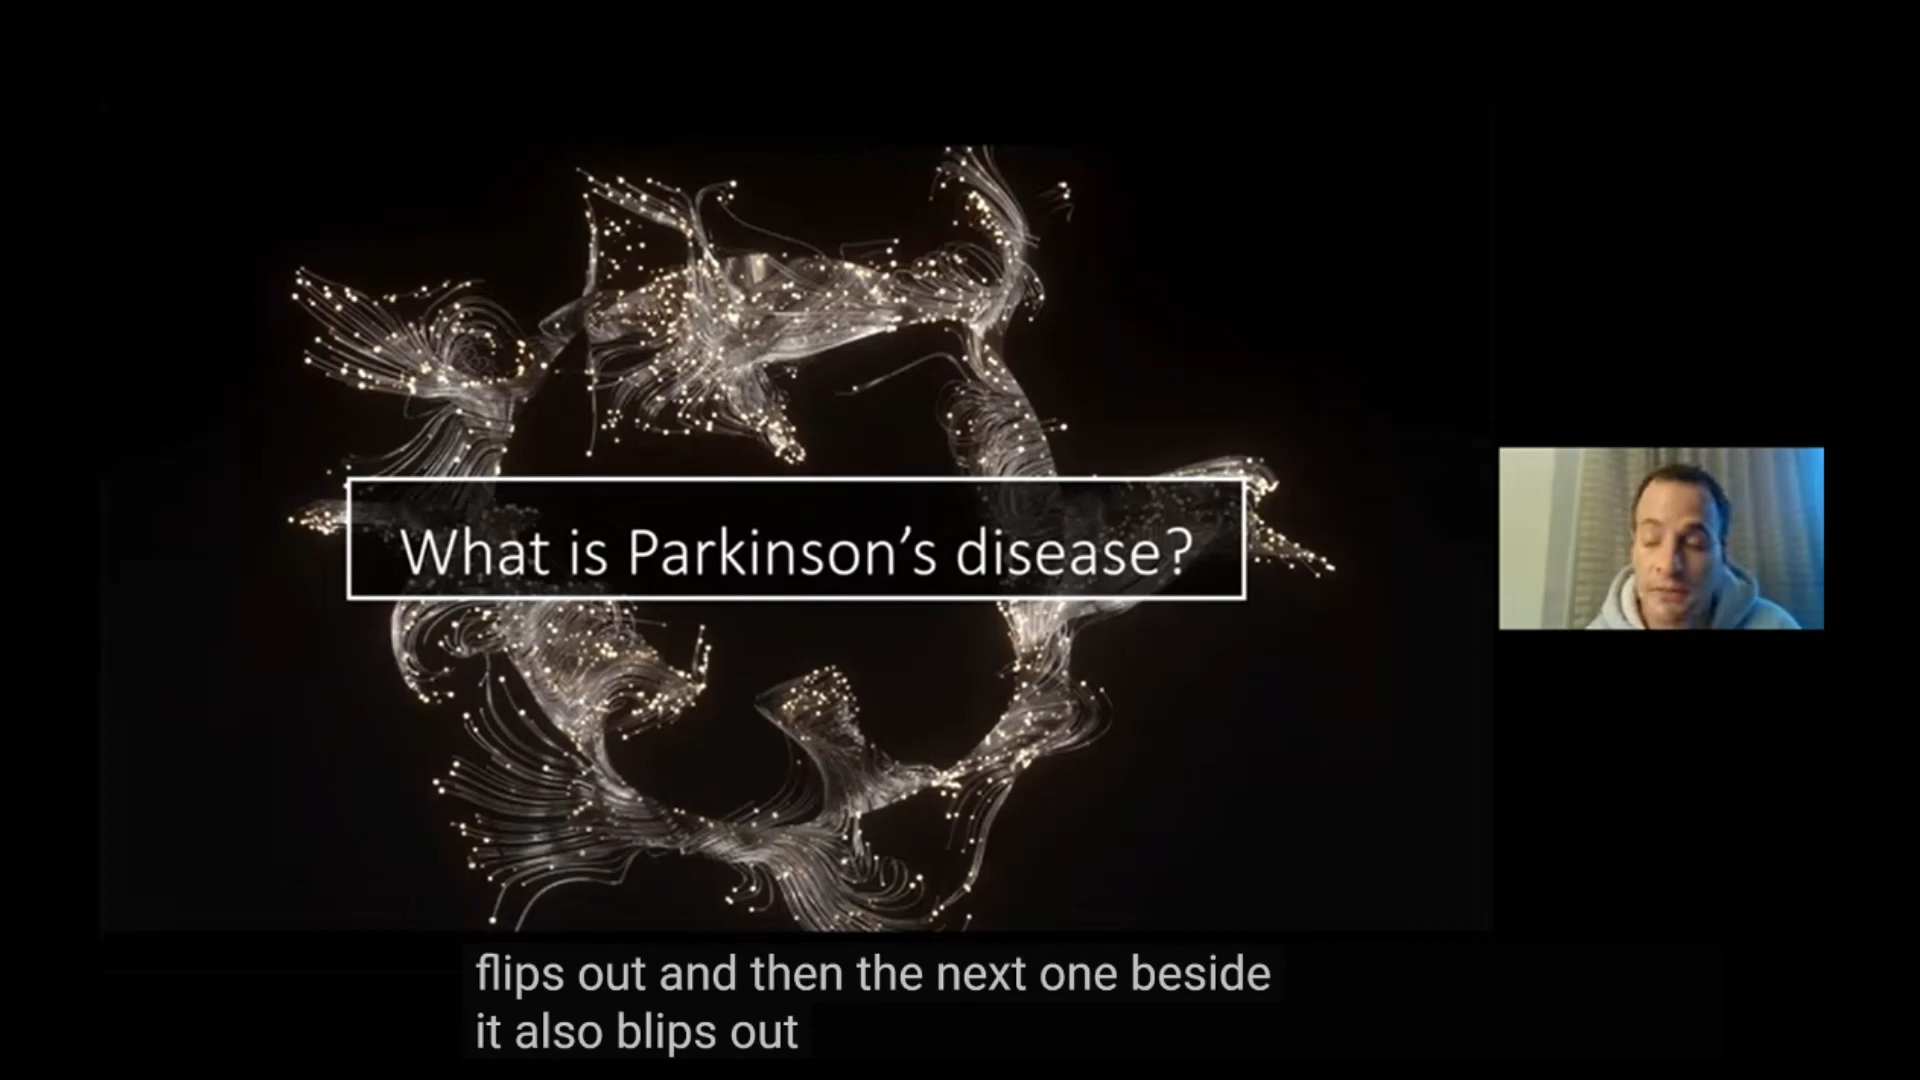 What is Parkinson’s disease?
flips out and then the next one beside
it also blips out